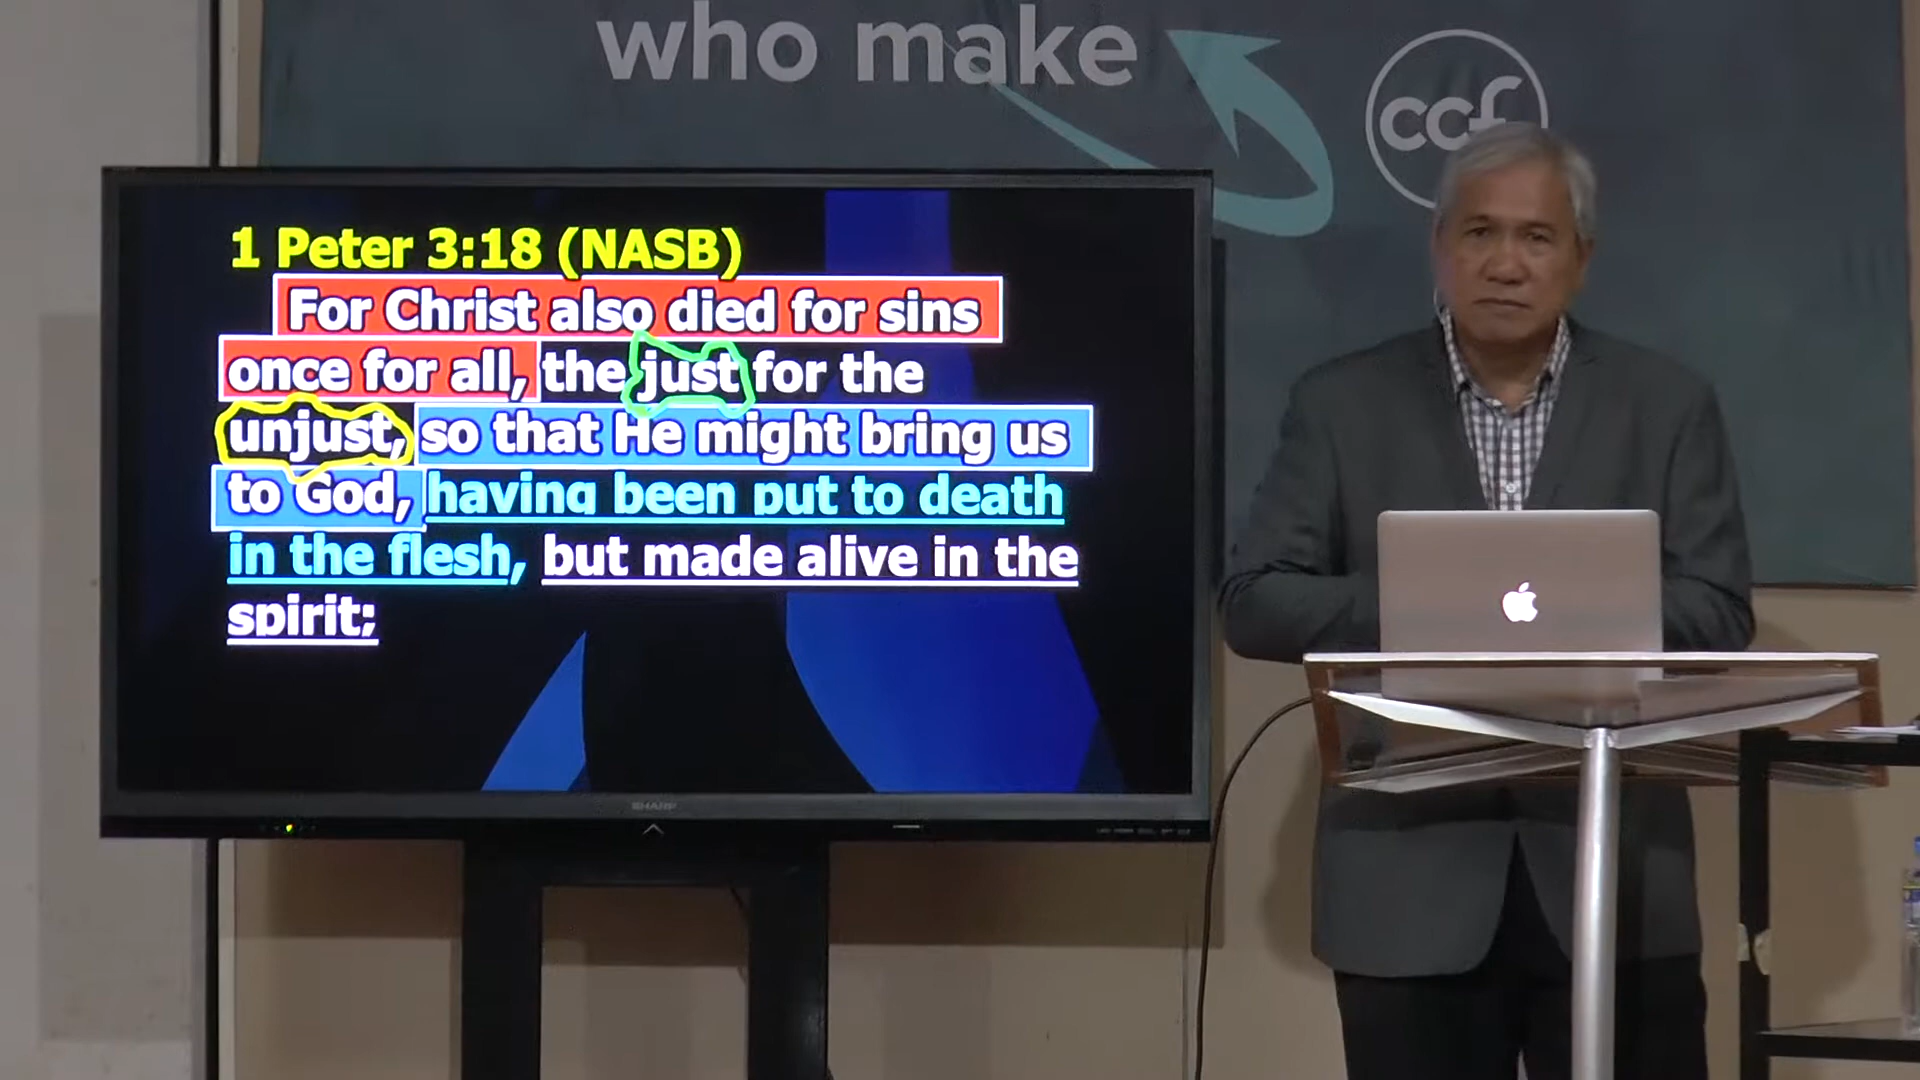 who make
ccf
1 Peter 3:18 (NASB)
For Christ also died for sins
once for all, the just for the
unjust, so that He might bring us
to God, having been put to death
in the flesh, but made alive in the
spirit;
SHARP